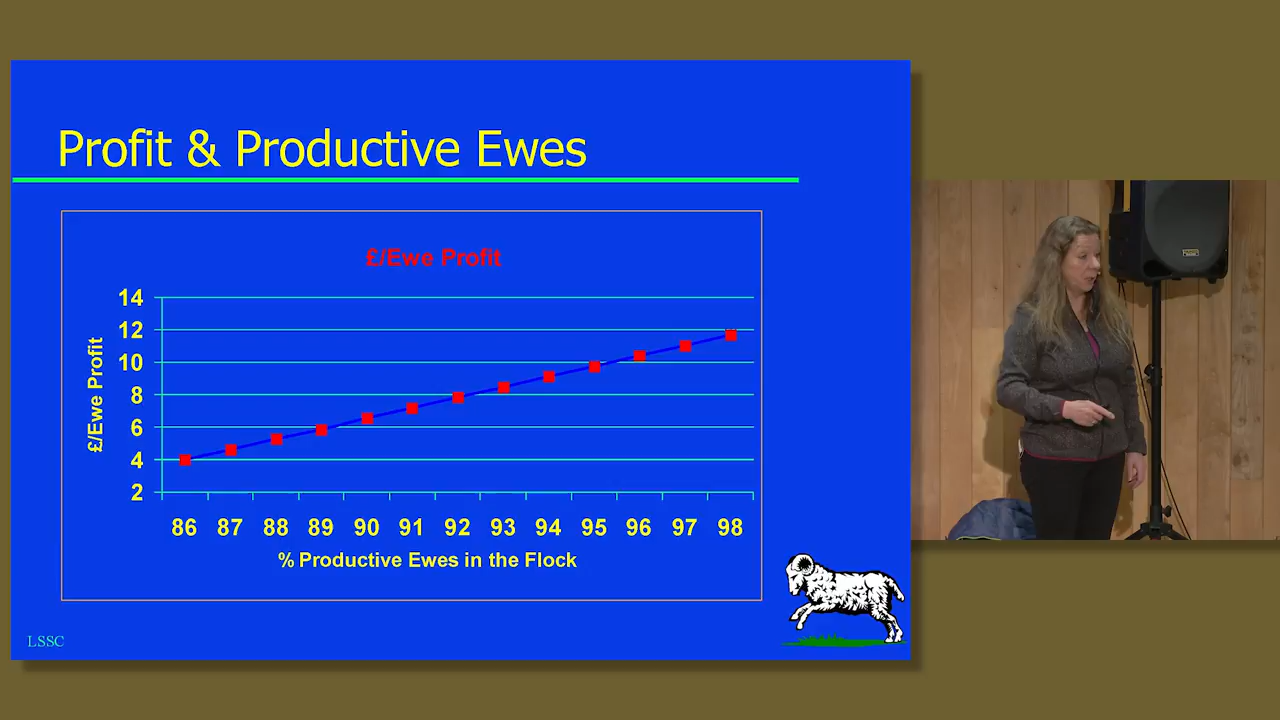 Profit & Productive Ewes
£/Ewe Profit
14
12
10
8
6
4
2
£/Ewe Profit
86 87 88 89 90 91 92 93 94 95 96 97 98
% Productive Ewes in the Flock
LSSC